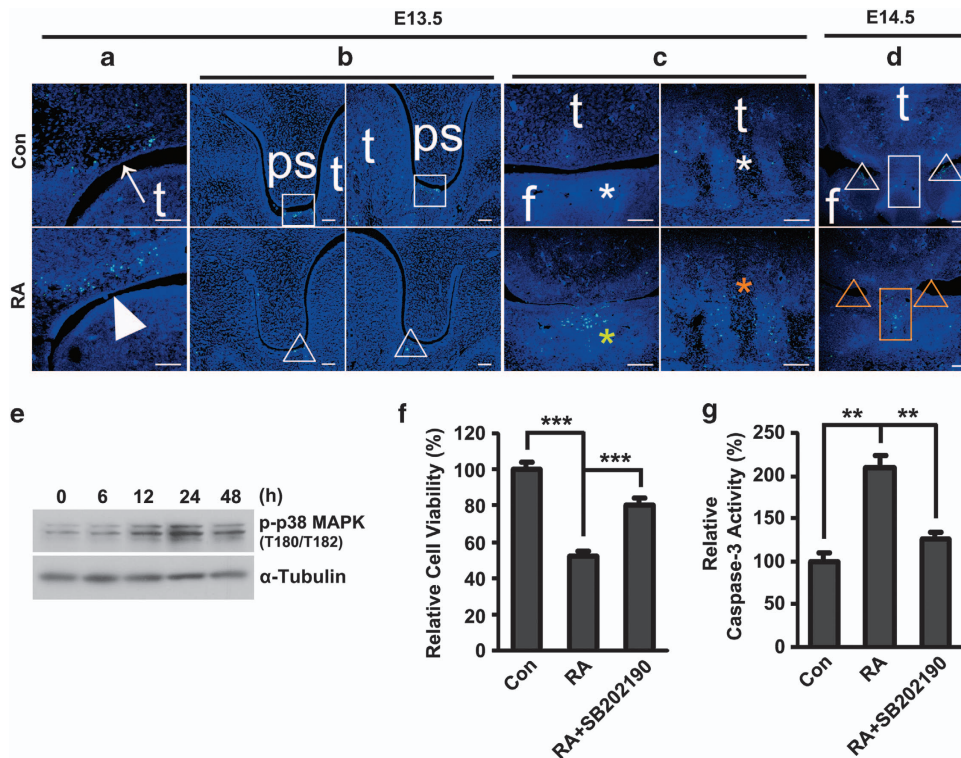 E13.5
E14.5
a
b
c
d
Con
t
ps
t
t
ps
t
f
*
t
*
t
f
RA
*
*
e
0 6 12 24 48 (h)
p-p38 MAPK
(T180/T182)
α-Tubulin
f
Relative Cell Viability (%)
120
100
80
60
40
20
0
***
***
Con
RA
RA+SB202190
g
Relative
Caspase-3 Activity (%)
250
200
150
100
50
0
**
**
Con
RA
RA+SB202190